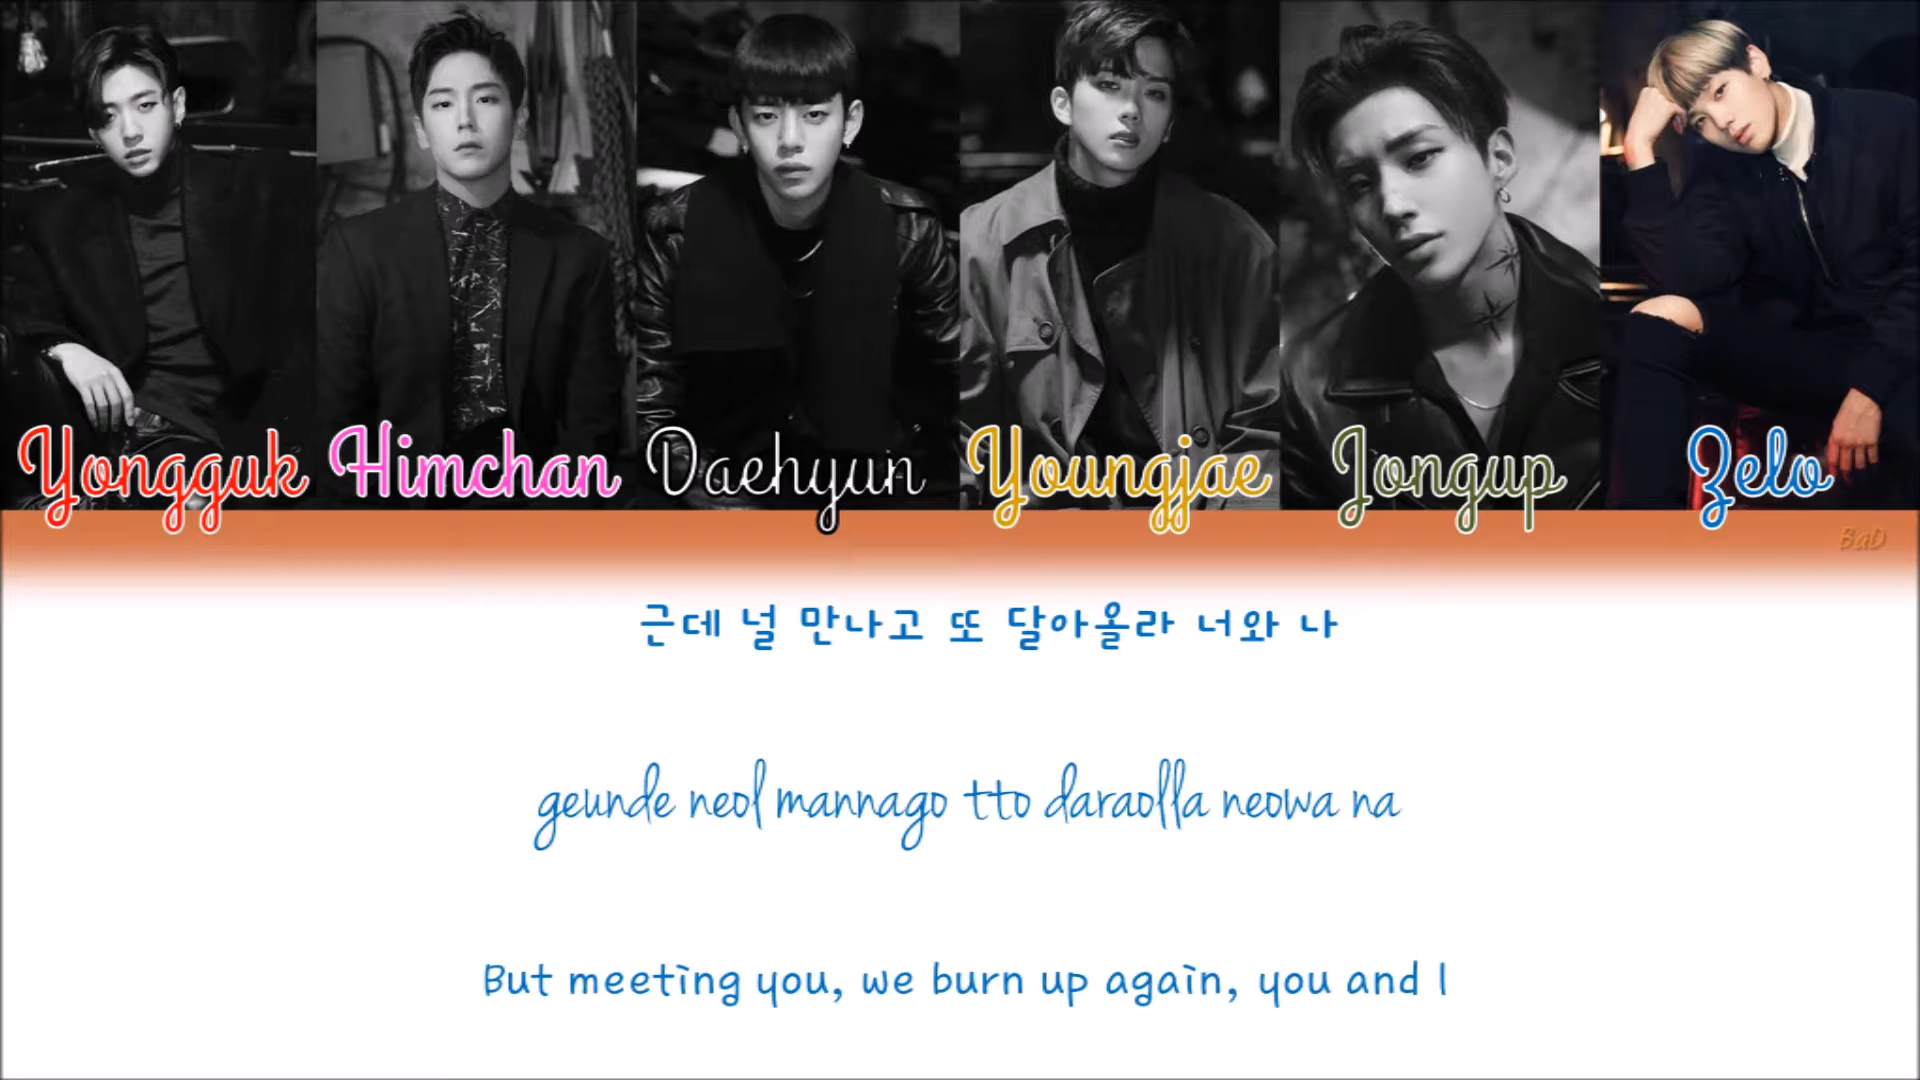 Yongguk Himchan Daehyun Youngjae Jongup Zelo
BaD
근데 널 만나고 또 달아올라 너와 나
geunde neol mannago tto daraolla neowa na
But meeting you, we burn up again, you and I